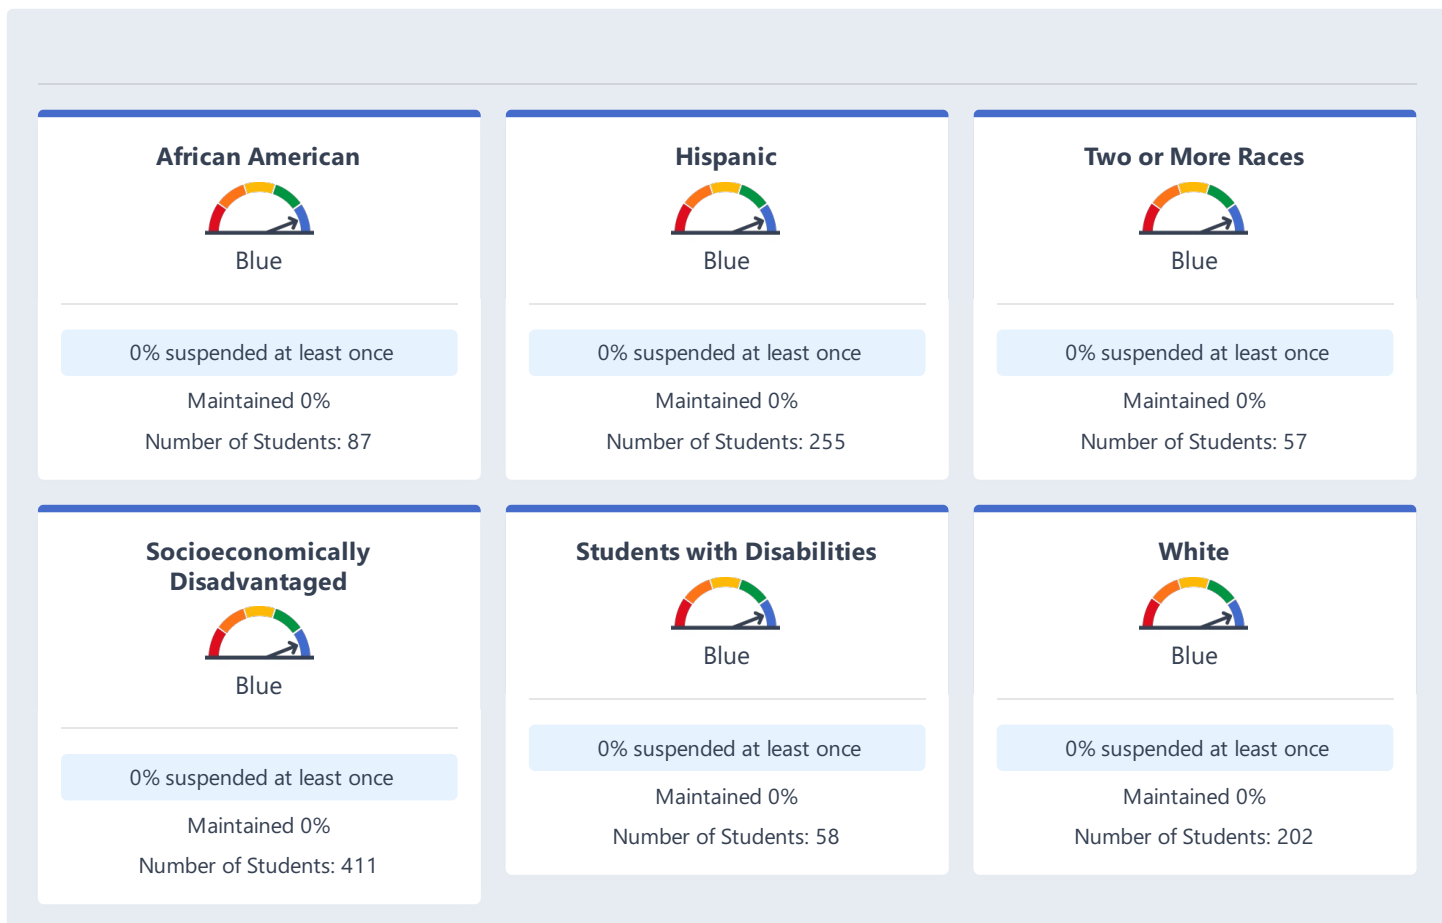 African American
Blue
0% suspended at least once
Maintained 0%
Number of Students: 87
Hispanic
Blue
0% suspended at least once
Maintained 0%
Number of Students: 255
Two or More Races
Blue
0% suspended at least once
Maintained 0%
Number of Students: 57
Socioeconomically
Disadvantaged
Blue
0% suspended at least once
Maintained 0%
Number of Students: 411
Students with Disabilities
Blue
0% suspended at least once
Maintained 0%
Number of Students: 58
White
Blue
0% suspended at least once
Maintained 0%
Number of Students: 202